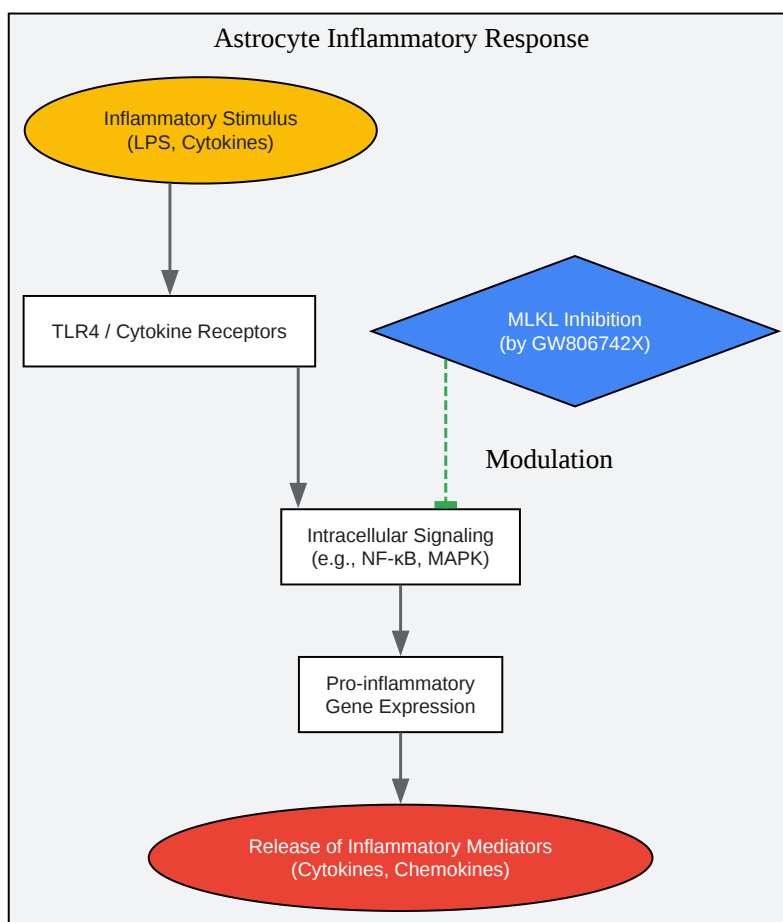 Astrocyte Inflammatory Response
Inflammatory Stimulus
(LPS, Cytokines)
TLR4 / Cytokine Receptors
MLKL Inhibition
(by GW806742X)
Modulation
Intracellular Signaling
(e.g., NF-κB, MAPK)
Pro-inflammatory
Gene Expression
Release of Inflammatory Mediators
(Cytokines, Chemokines)